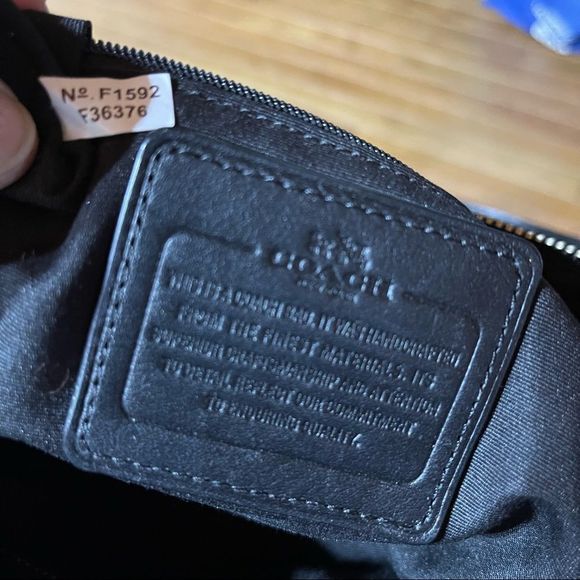 Nº. F1592
F36376
COACH
THIS IS A COACH BAG. IT WAS HANDCRAFTED
FROM THE FINEST MATERIALS. ITS
SUPERIOR CRAFTSMANSHIP AND ATTENTION
TO DETAIL REFLECT OUR COMMITMENT
TO ENDURING QUALITY.